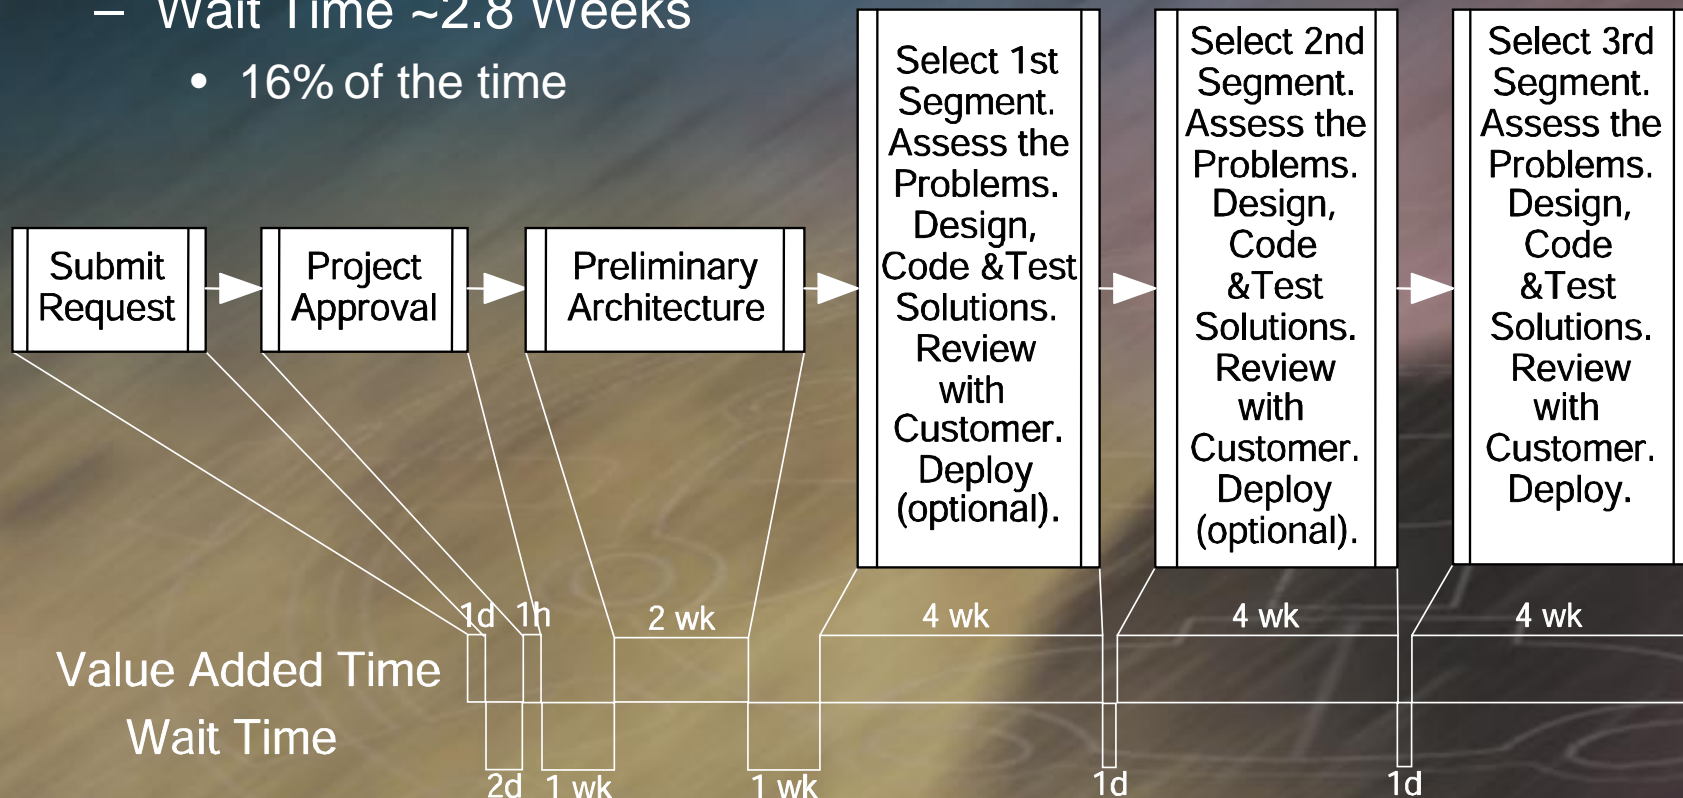 – Wait Time ~2.8 Weeks
• 16% of the time
Submit
Request
Project
Approval
Preliminary
Architecture
Select 1st
Segment.
Assess the
Problems.
Design,
Code &Test
Solutions.
Review
with
Customer.
Deploy
(optional).
Select 2nd
Segment.
Assess the
Problems.
Design,
Code
&Test
Solutions.
Review
with
Customer.
Deploy
(optional).
Select 3rd
Segment.
Assess the
Problems.
Design,
Code
&Test
Solutions.
Review
with
Customer.
Deploy.
1d 1h 2 wk 4 wk 4 wk 4 wk
Value Added Time
Wait Time
2d 1 wk 1 wk 1d 1d